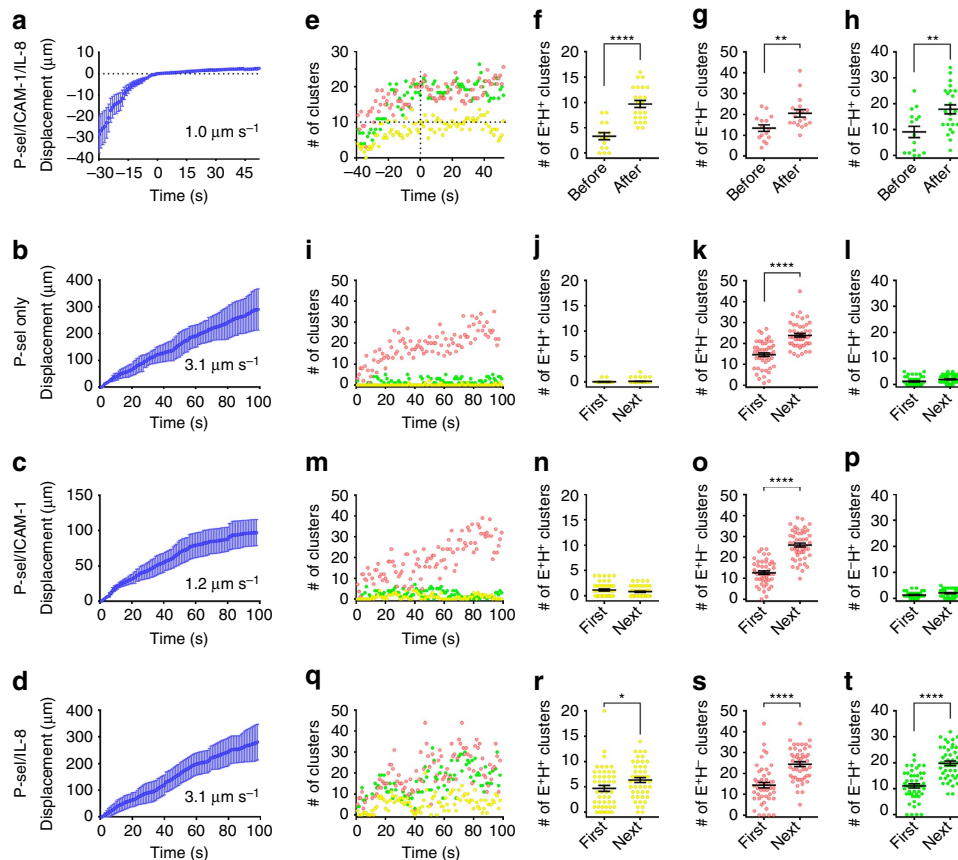 a
P-sel/ICAM-1/IL-8
Displacement (μm)
10
0
−10
−20
−30
−40
1.0 μm s⁻¹
−30 −15 0 15 30 45
Time (s)
e
# of clusters
30
20
10
0
−40 −20 0 20 40
Time (s)
f
# of E⁺H⁺ clusters
20
15
10
5
0
****
Before After
g
# of E⁺H⁻ clusters
50
40
30
20
10
0
**
Before After
h
# of E⁻H⁺ clusters
40
30
20
10
0
**
Before After
b
P-sel only
Displacement (μm)
400
300
200
100
0
3.1 μm s⁻¹
0 20 40 60 80 100
Time (s)
i
# of clusters
50
40
30
20
10
0
0 20 40 60 80 100
Time (s)
j
# of E⁺H⁺ clusters
20
15
10
5
0
First Next
k
# of E⁺H⁻ clusters
50
40
30
20
10
0
****
First Next
l
# of E⁻H⁺ clusters
40
30
20
10
0
First Next
c
P-sel/ICAM-1
Displacement (μm)
150
100
50
0
1.2 μm s⁻¹
0 20 40 60 80 100
Time (s)
m
# of clusters
50
40
30
20
10
0
0 20 40 60 80 100
Time (s)
n
# of E⁺H⁺ clusters
20
15
10
5
0
First Next
o
# of E⁺H⁻ clusters
50
40
30
20
10
0
****
First Next
p
# of E⁻H⁺ clusters
40
30
20
10
0
First Next
d
P-sel/IL-8
Displacement (μm)
400
300
200
100
0
3.1 μm s⁻¹
0 20 40 60 80 100
Time (s)
q
# of clusters
50
40
30
20
10
0
0 20 40 60 80 100
Time (s)
r
# of E⁺H⁺ clusters
20
15
10
5
0
*
First Next
s
# of E⁺H⁻ clusters
50
40
30
20
10
0
****
First Next
t
# of E⁻H⁺ clusters
40
30
20
10
0
****
First Next